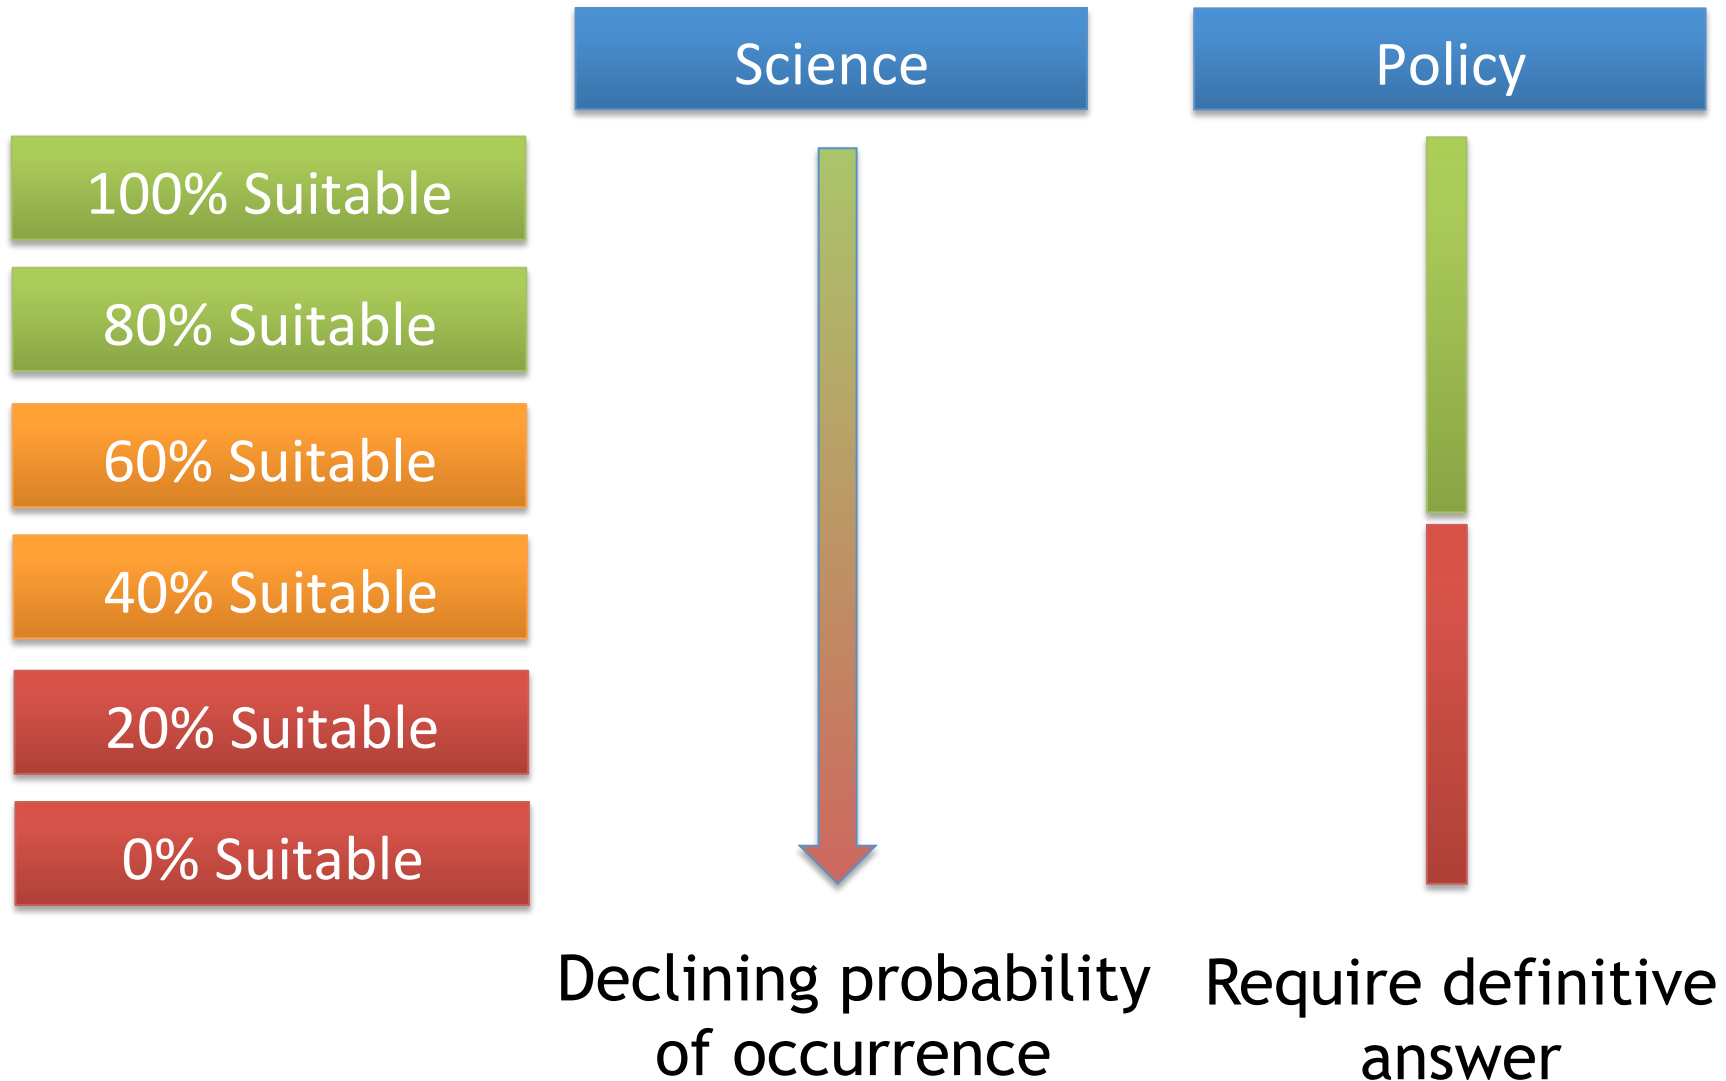 Science
Policy
100% Suitable
80% Suitable
60% Suitable
40% Suitable
20% Suitable
0% Suitable
Declining probability
of occurrence
Require definitive
answer